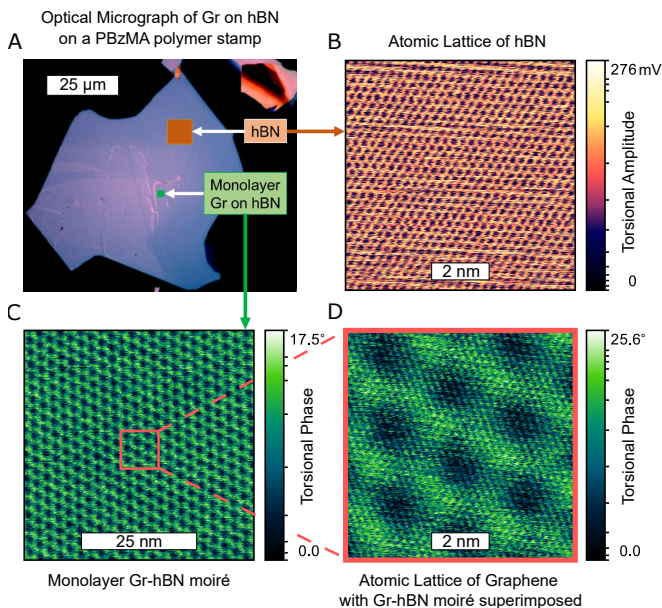 Optical Micrograph of Gr on hBN
on a PBzMA polymer stamp
A
25 µm
hBN
Monolayer
Gr on hBN
B
Atomic Lattice of hBN
276 mV
Torsional Amplitude
0
2 nm
C
17.5°
Torsional Phase
0.0
25 nm
Monolayer Gr-hBN moiré
D
25.6°
Torsional Phase
0.0
2 nm
Atomic Lattice of Graphene
with Gr-hBN moiré superimposed